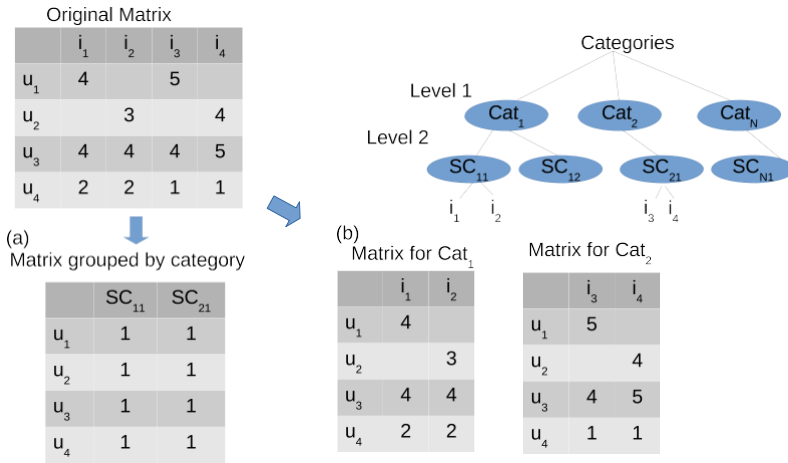 Original Matrix
i1 i2 i3 i4
u1 4 5
u2 3 4
u3 4 4 4 5
u4 2 2 1 1
Categories
Level 1
Cat1 Cat2 CatN
Level 2
SC11 SC12 SC21 SCN1
i1 i2 i3 i4
(a)
Matrix grouped by category
SC11 SC21
u1 1 1
u2 1 1
u3 1 1
u4 1 1
(b)
Matrix for Cat1
i1 i2
u1 4
u2 3
u3 4 4
u4 2 2
Matrix for Cat2
i3 i4
u1 5
u2 4
u3 4 5
u4 1 1